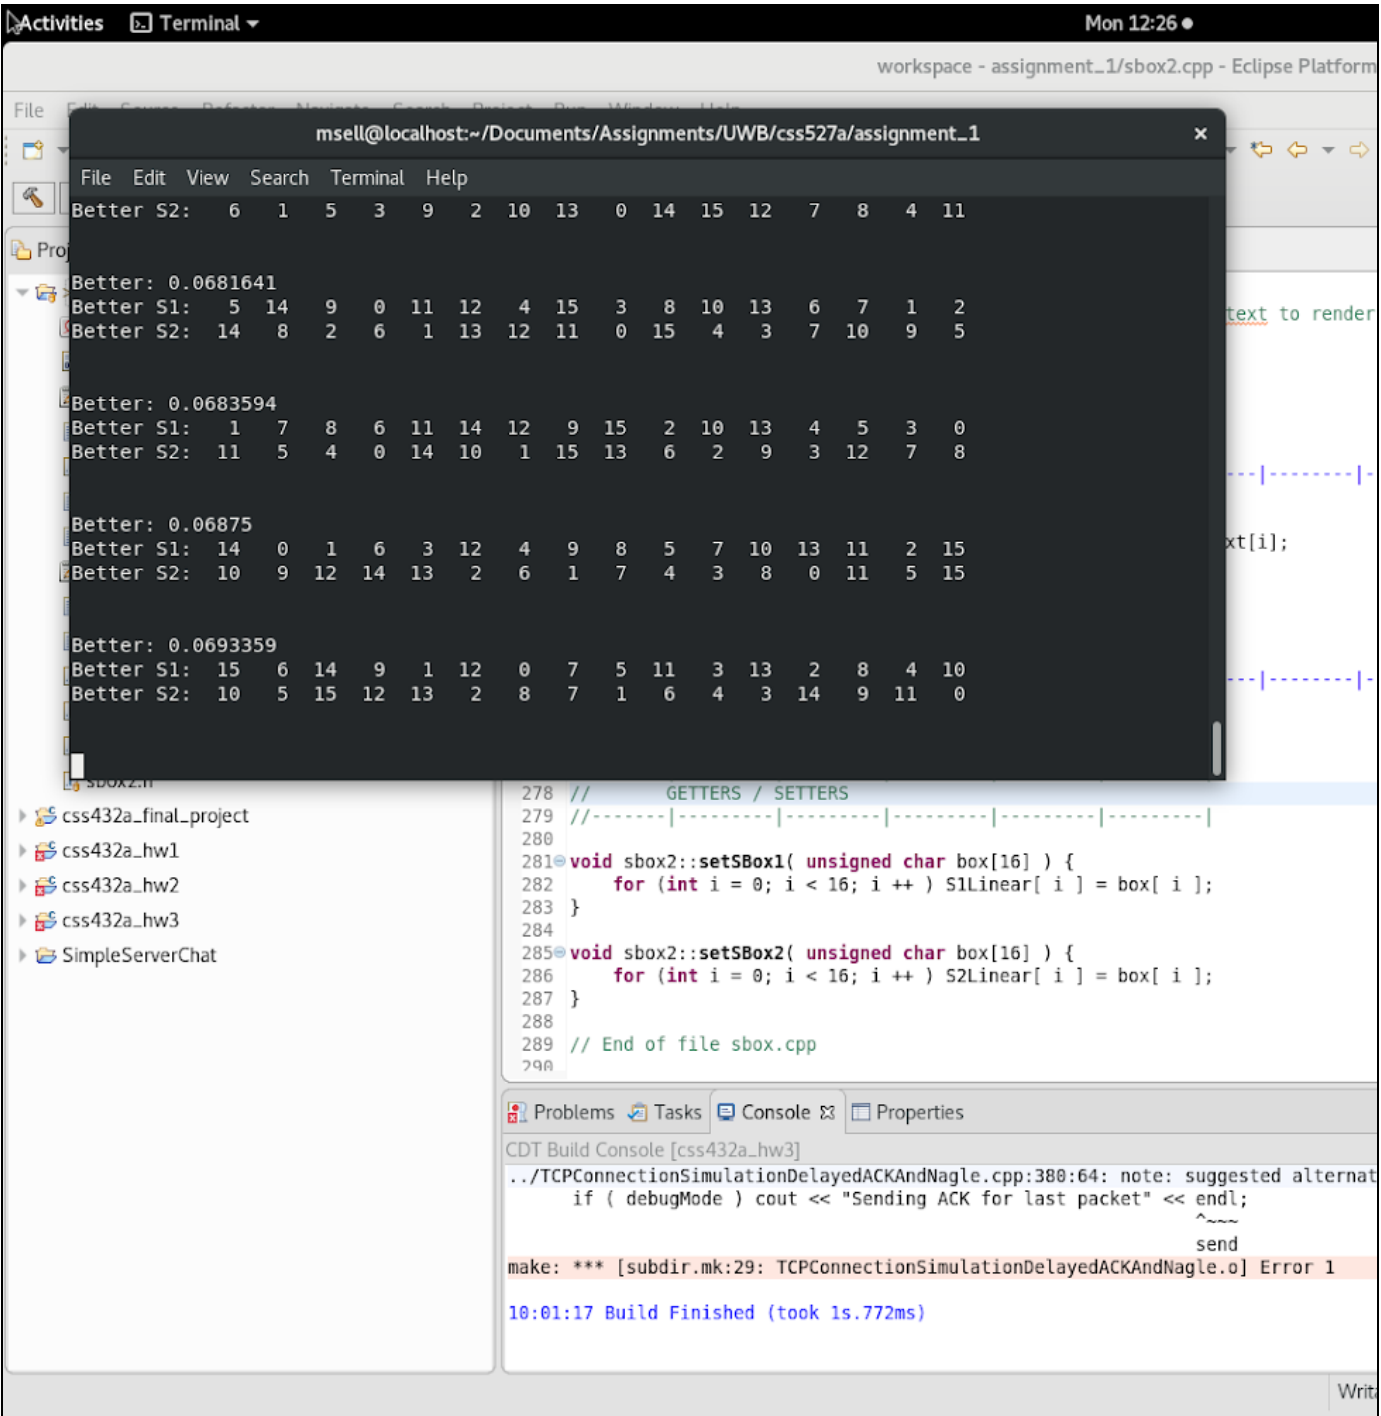 Activities Terminal Mon 12:26
workspace - assignment_1/sbox2.cpp - Eclipse Platform
File
msell@localhost:~/Documents/Assignments/UWB/css527a/assignment_1
File Edit View Search Terminal Help
Better S2: 6 1 5 3 9 2 10 13 0 14 15 12 7 8 4 11
Proj
Better: 0.0681641
Better S1: 5 14 9 0 11 12 4 15 3 8 10 13 6 7 1 2
Better S2: 14 8 2 6 1 13 12 11 0 15 4 3 7 10 9 5
text to render
Better: 0.0683594
Better S1: 1 7 8 6 11 14 12 9 15 2 10 13 4 5 3 0
Better S2: 11 5 4 0 14 10 1 15 13 6 2 9 3 12 7 8
---|--------|-
Better: 0.06875
Better S1: 14 0 1 6 3 12 4 9 8 5 7 10 13 11 2 15
Better S2: 10 9 12 14 13 2 6 1 7 4 3 8 0 11 5 15
xt[i];
Better: 0.0693359
Better S1: 15 6 14 9 1 12 0 7 5 11 3 13 2 8 4 10
Better S2: 10 5 15 12 13 2 8 7 1 6 4 3 14 9 11 0
---|--------|-
sbox2.h
css432a_final_project
css432a_hw1
css432a_hw2
css432a_hw3
SimpleServerChat
278 // GETTERS / SETTERS
279 //-------|---------|---------|---------|---------|---------|
280
281 void sbox2::setSBox1( unsigned char box[16] ) {
282 for (int i = 0; i < 16; i ++ ) S1Linear[ i ] = box[ i ];
283 }
284
285 void sbox2::setSBox2( unsigned char box[16] ) {
286 for (int i = 0; i < 16; i ++ ) S2Linear[ i ] = box[ i ];
287 }
288
289 // End of file sbox.cpp
290
Problems Tasks Console Properties
CDT Build Console [css432a_hw3]
../TCPConnectionSimulationDelayedACKAndNagle.cpp:380:64: note: suggested alternat
if ( debugMode ) cout << "Sending ACK for last packet" << endl;
^~~~
send
make: *** [subdir.mk:29: TCPConnectionSimulationDelayedACKAndNagle.o] Error 1
10:01:17 Build Finished (took 1s.772ms)
Writa